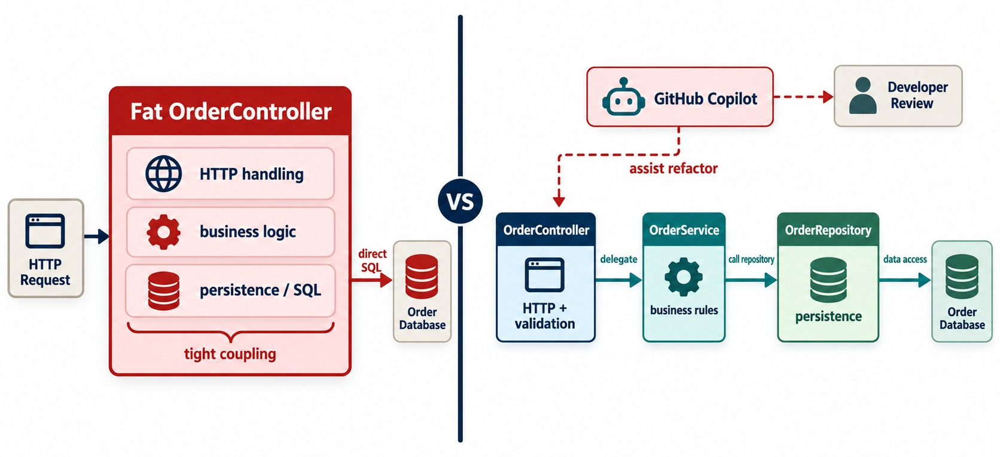 Fat OrderController
HTTP handling
business logic
persistence / SQL
tight coupling
HTTP
Request
direct
SQL
Order
Database
VS
GitHub Copilot
Developer
Review
assist refactor
OrderController
HTTP +
validation
delegate
OrderService
business rules
call repository
OrderRepository
persistence
data access
Order
Database